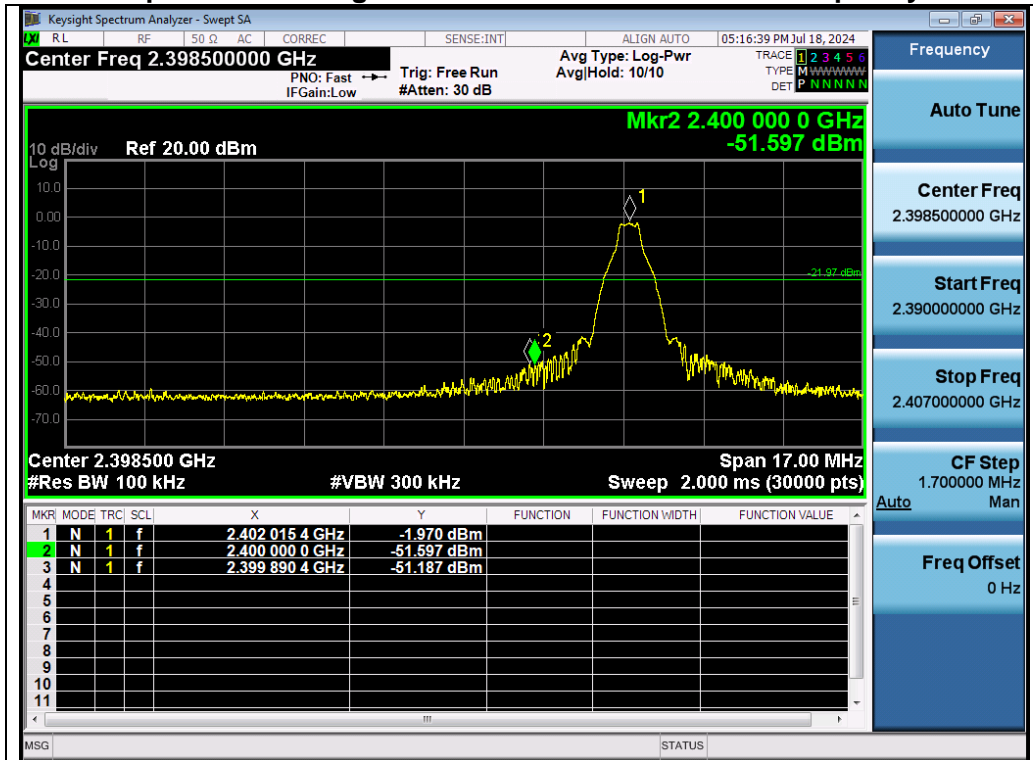 Keysight Spectrum Analyzer - Swept SA
LXI RL RF 50 Ω AC CORREC SENSE:INT ALIGN AUTO 05:16:39 PM Jul 18, 2024
Center Freq 2.398500000 GHz
PNO: Fast
IFGain:Low
Trig: Free Run
#Atten: 30 dB
Avg Type: Log-Pwr
Avg|Hold: 10/10
TRACE 1 2 3 4 5 6
TYPE M WWWWW
DET P N N N N N
Mkr2 2.400 000 0 GHz
-51.597 dBm
10 dB/div Ref 20.00 dBm
Log
10.0
0.00
-10.0
-20.0
-30.0
-40.0
-50.0
-60.0
-70.0
1
2
-21.97 dBm
Center 2.398500 GHz Span 17.00 MHz
#Res BW 100 kHz #VBW 300 kHz Sweep 2.000 ms (30000 pts)
MKR MODE TRC SCL X Y FUNCTION FUNCTION WIDTH FUNCTION VALUE
1 N 1 f 2.402 015 4 GHz -1.970 dBm
2 N 1 f 2.400 000 0 GHz -51.597 dBm
3 N 1 f 2.399 890 4 GHz -51.187 dBm
4
5
6
7
8
9
10
11
MSG STATUS
Frequency
Auto Tune
Center Freq
2.398500000 GHz
Start Freq
2.390000000 GHz
Stop Freq
2.407000000 GHz
CF Step
1.700000 MHz
Auto Man
Freq Offset
0 Hz